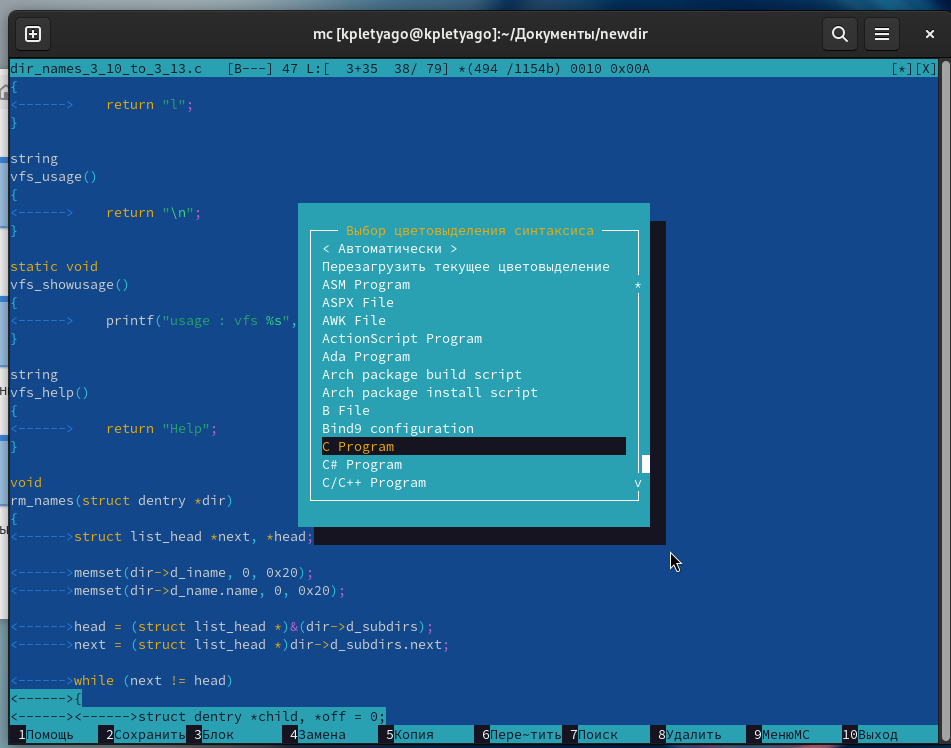 mc [kpletyago@kpletyago]:~/Документы/newdir
dir_names_3_10_to_3_13.c   [B---] 47 L:[  3+35  38/ 79] *(494 /1154b) 0010 0x00A                              [*][X]
{
<------>    return "l";
}
string
vfs_usage()
{
<------>    return "\n";
}
static void
vfs_showusage()
{
<------>    printf("usage : vfs %s",
}
string
vfs_help()
{
<------>    return "Help";
}
void
rm_names(struct dentry *dir)
{
<------>struct list_head *next, *head;
<------>memset(dir->d_iname, 0, 0x20);
<------>memset(dir->d_name.name, 0, 0x20);
<------>head = (struct list_head *)&(dir->d_subdirs);
<------>next = (struct list_head *)dir->d_subdirs.next;
<------>while (next != head)
<------>{
<------><------>struct dentry *child, *off = 0;
Выбор цветовыделения синтаксиса
< Автоматически >
Перезагрузить текущее цветовыделение
ASM Program
ASPX File
AWK File
ActionScript Program
Ada Program
Arch package build script
Arch package install script
B File
Bind9 configuration
C Program
C# Program
C/C++ Program
1Помощь 2Сохранить 3Блок 4Замена 5Копия 6Пере~тить 7Поиск 8Удалить 9МенюМС 10Выход